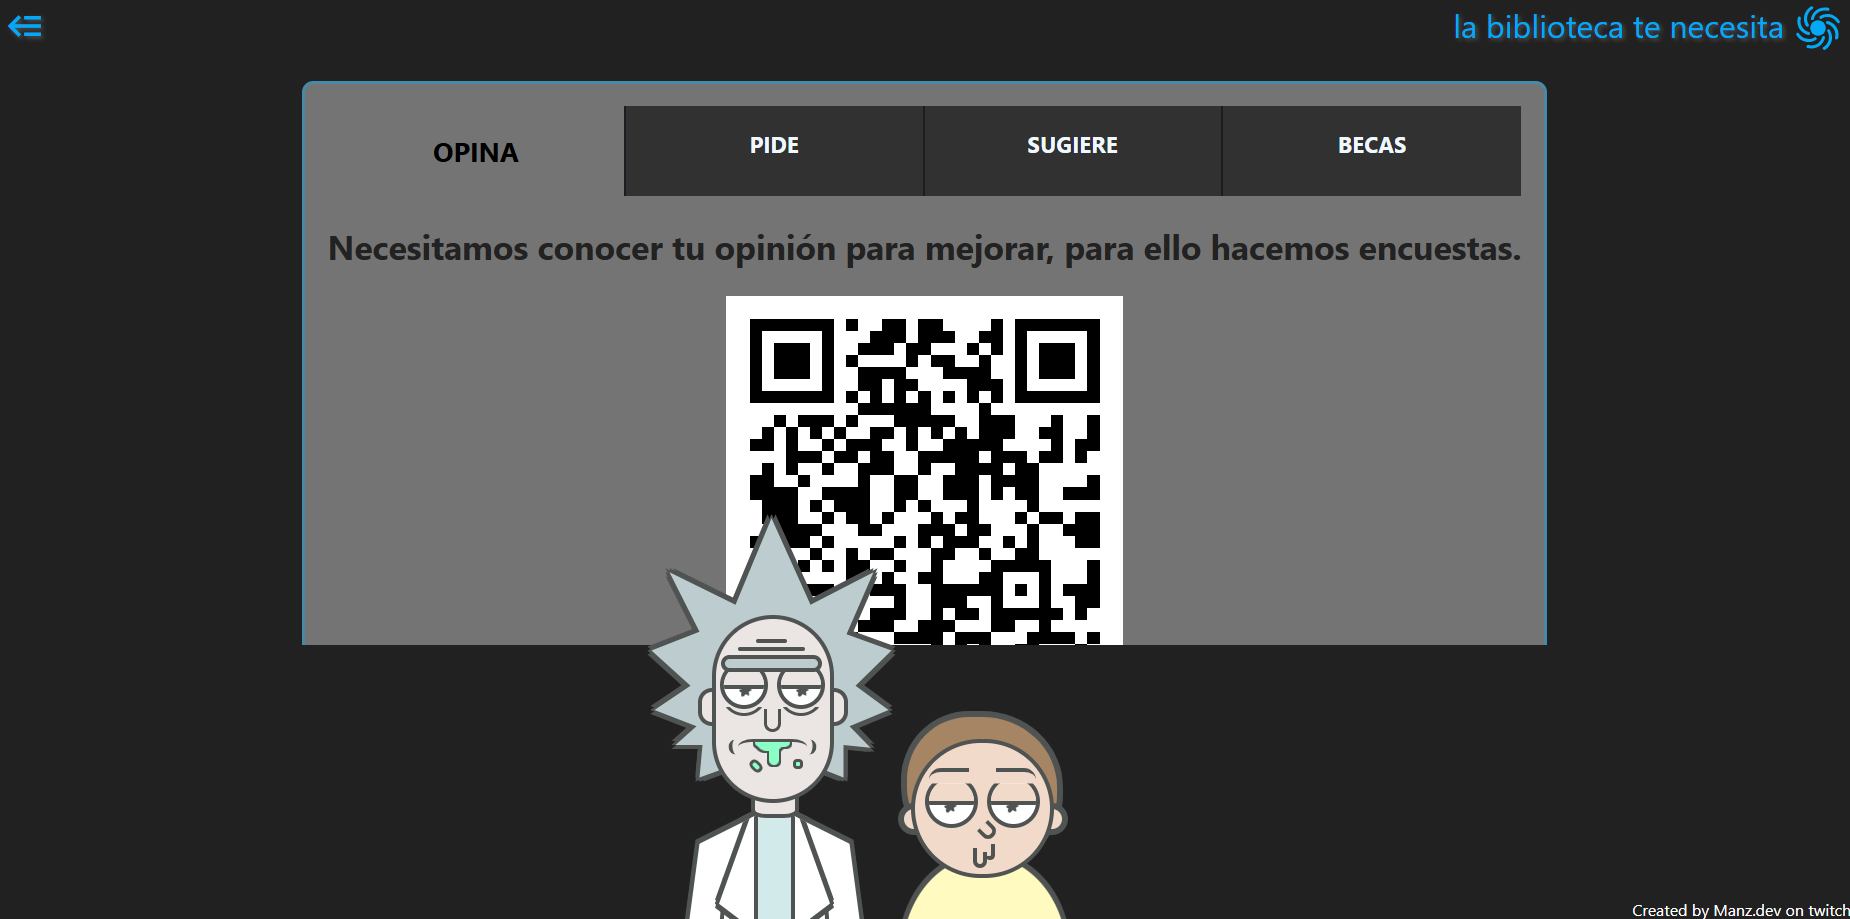 la biblioteca te necesita
OPINA
PIDE
SUGIERE
BECAS
Necesitamos conocer tu opinión para mejorar, para ello hacemos encuestas.
Created by Manz.dev on twitch